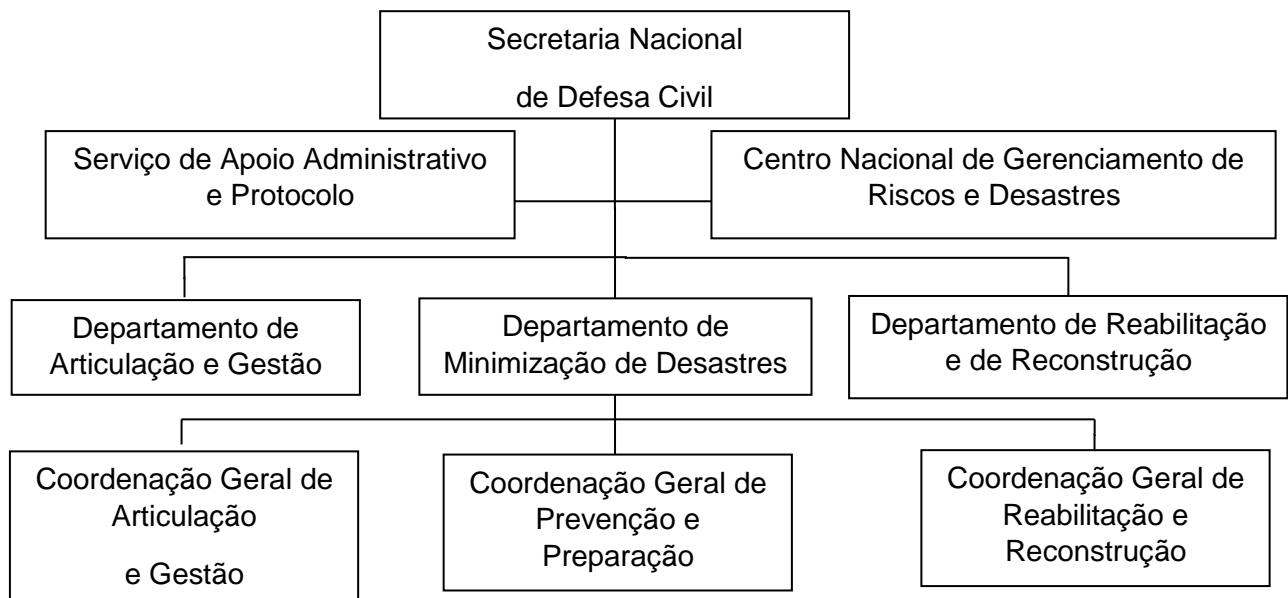 Secretaria Nacional
de Defesa Civil
Serviço de Apoio Administrativo
e Protocolo
Centro Nacional de Gerenciamento de
Riscos e Desastres
Departamento de
Articulação e Gestão
Departamento de
Minimização de Desastres
Departamento de Reabilitação
e de Reconstrução
Coordenação Geral de
Articulação
e Gestão
Coordenação Geral de
Prevenção e
Preparação
Coordenação Geral de
Reabilitação e
Reconstrução